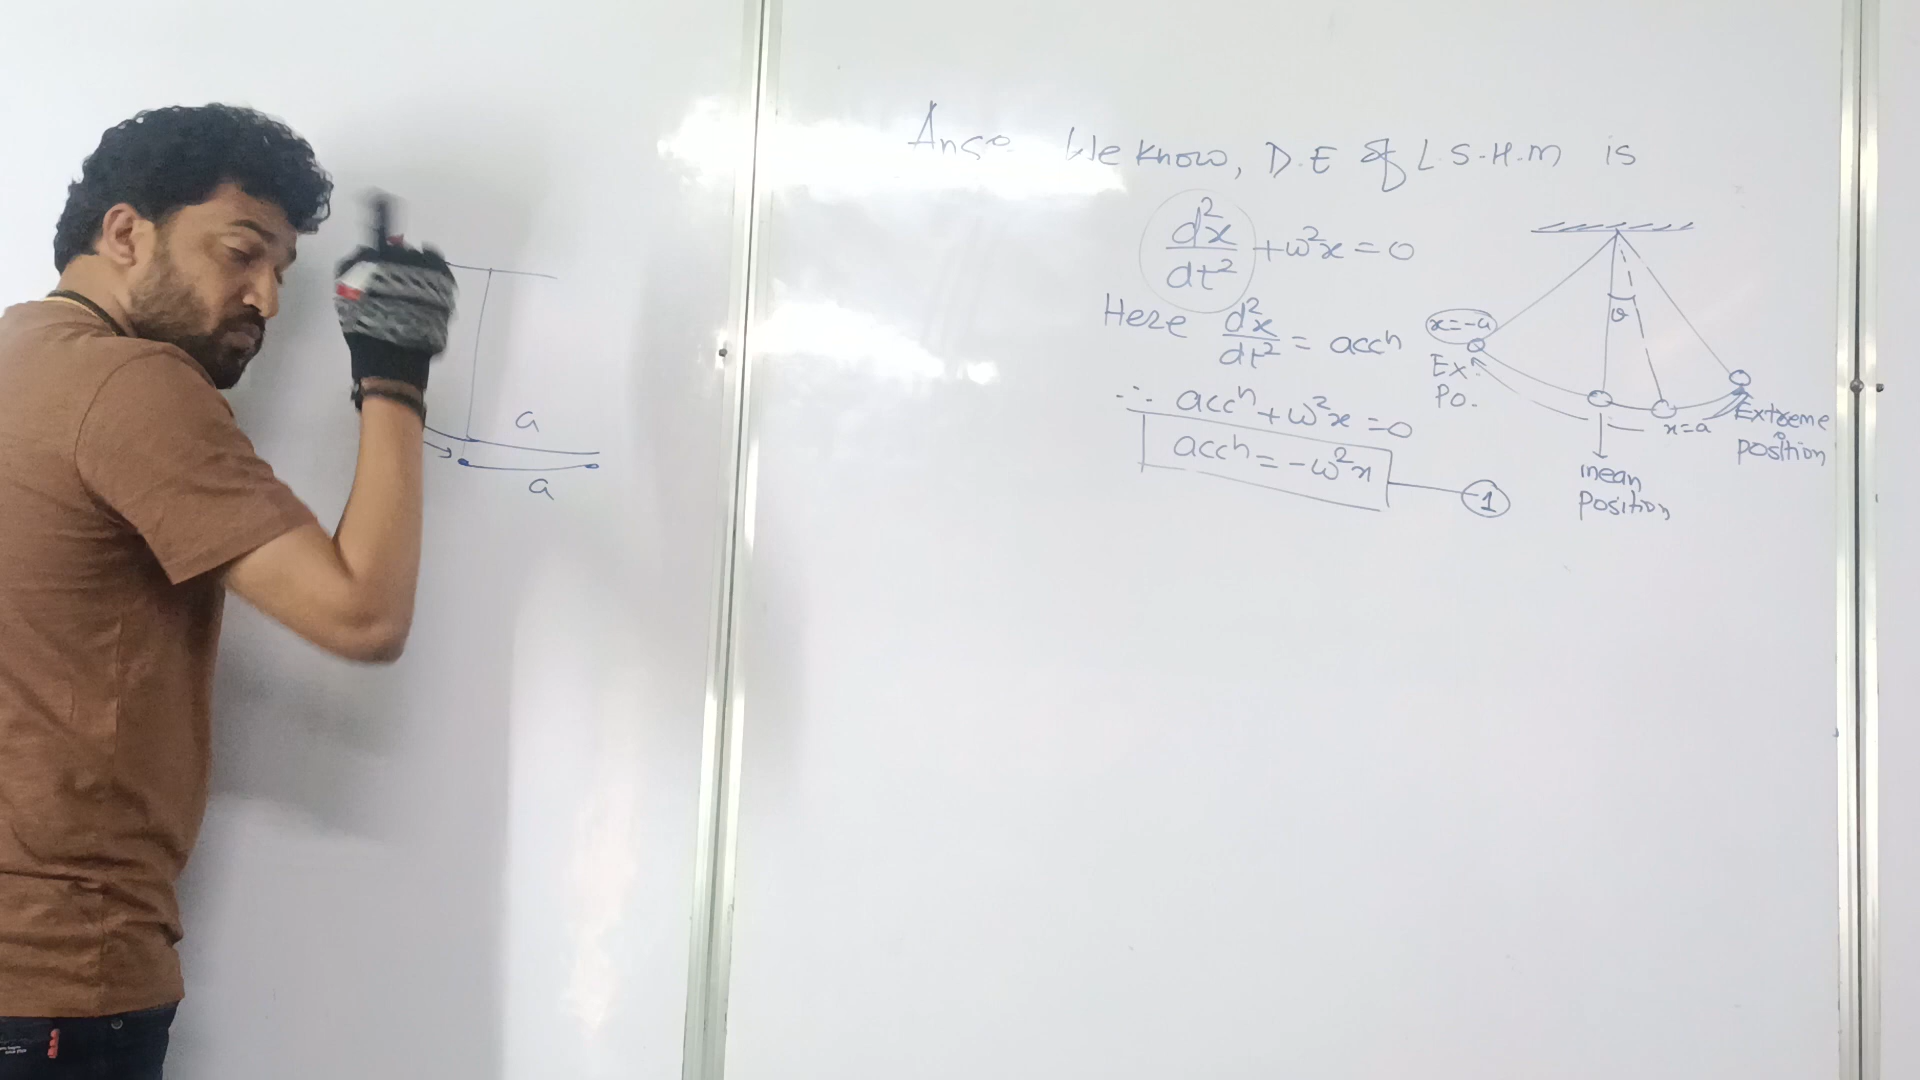 a
a
Ans. We know, D.E of L.S.H.M is
d²x/dt² + ω²x = 0
Here d²x/dt² = accⁿ
∴ accⁿ + ω²x = 0
accⁿ = -ω²x
1
θ
x=-a
Ex.
Po.
x=a
Extreme
position
mean
position